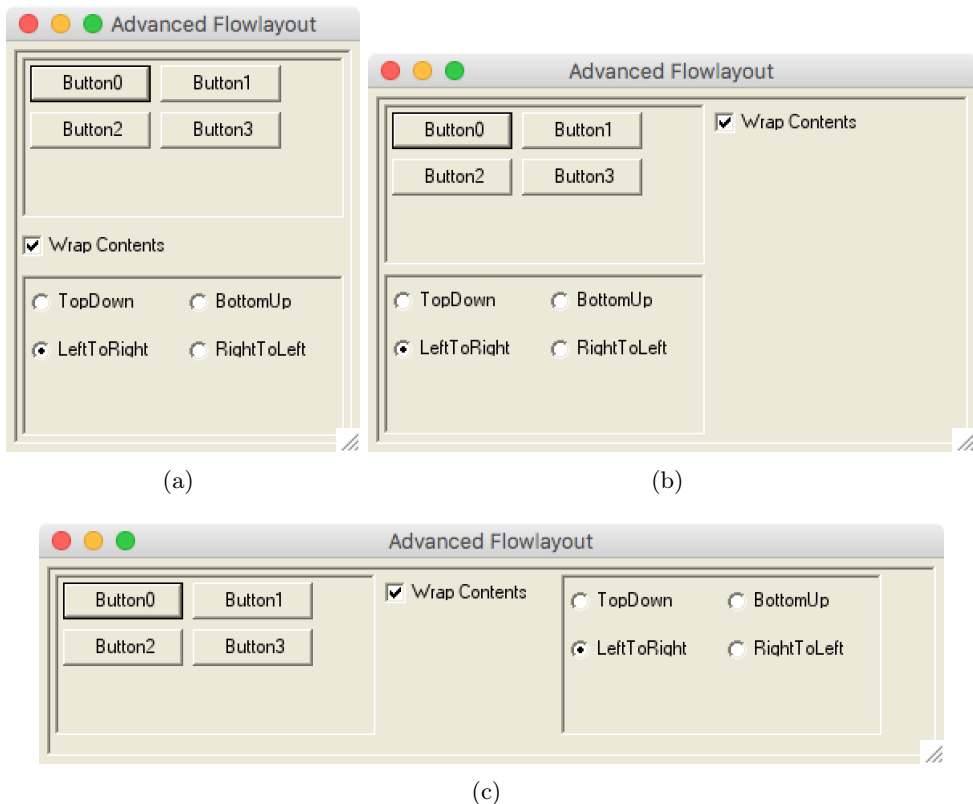 Advanced Flowlayout
Button0 Button1
Button2 Button3
Wrap Contents
TopDown BottomUp
LeftToRight RightToLeft
(a)
Advanced Flowlayout
Button0 Button1 Wrap Contents
Button2 Button3
TopDown BottomUp
LeftToRight RightToLeft
(b)
Advanced Flowlayout
Button0 Button1 Wrap Contents TopDown BottomUp
Button2 Button3 LeftToRight RightToLeft
(c)